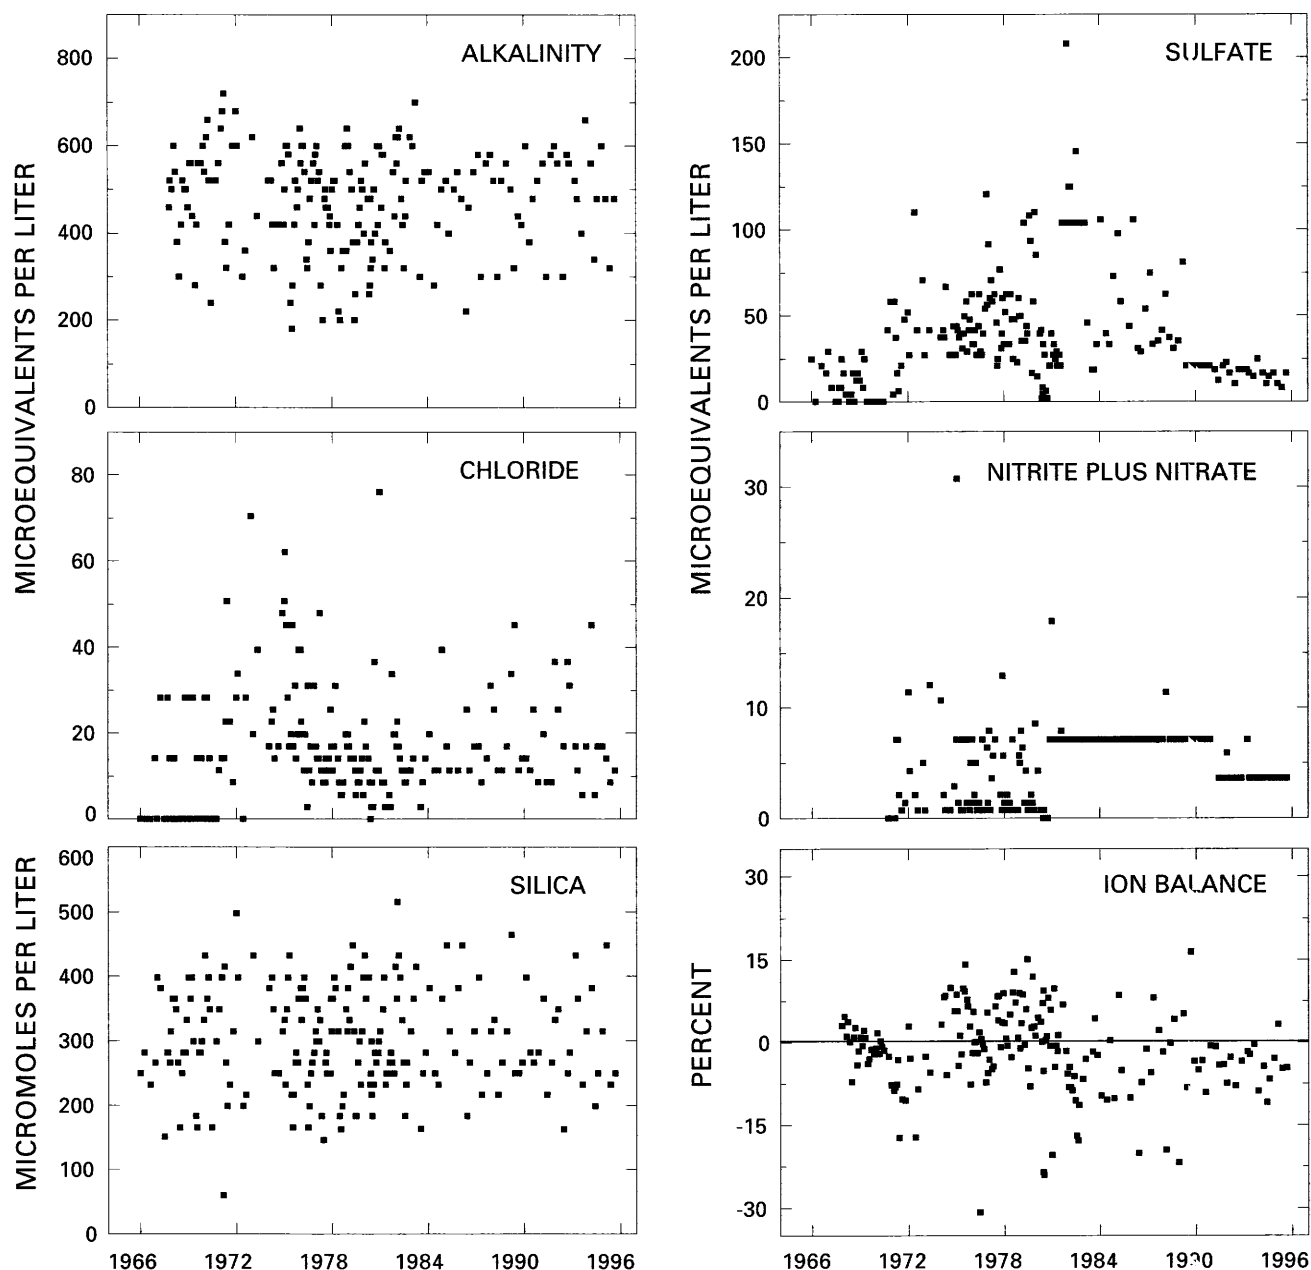 ALKALINITY
800
600
400
200
0
MICROEQUIVALENTS PER LITER
SULFATE
200
150
100
50
0
MICROEQUIVALENTS PER LITER
CHLORIDE
80
60
40
20
0
NITRITE PLUS NITRATE
30
20
10
0
SILICA
600
500
400
300
200
100
0
MICROMOLES PER LITER
1966 1972 1978 1984 1990 1996
ION BALANCE
30
15
0
-15
-30
PERCENT
1966 1972 1978 1984 1990 1996